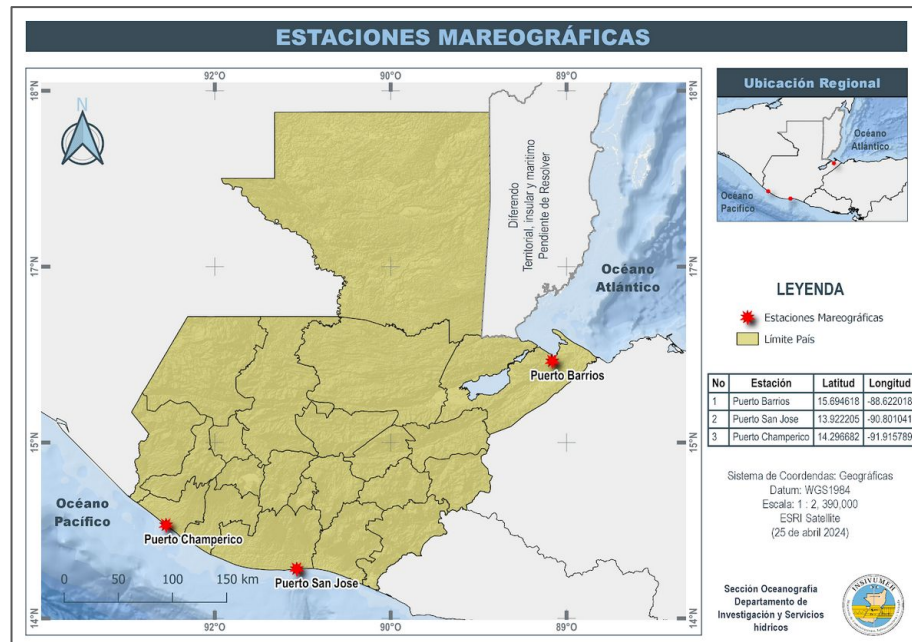 ESTACIONES MAREOGRÁFICAS
92°O
90°O
89°O
18°N
18°N
N
Diferendo
Territorial, insular y marítimo
Pendiente de Resolver
Océano
Atlántico
17°N
17°N
Puerto Barrios
15°N
15°N
Océano
Pacífico
Puerto Champerico
Puerto San Jose
0 50 100 150 km
14°N
14°N
92°O
90°O
89°O
Ubicación Regional
Océano
Atlántico
Océano
Pacífico
LEYENDA
Estaciones Mareográficas
Límite País
No Estación Latitud Longitud
1 Puerto Barrios 15.694618 -88.622018
2 Puerto San Jose 13.922205 -90.801041
3 Puerto Champerico 14.296682 -91.915789
Sistema de Coordendas: Geográficas
Datum: WGS1984
Escala: 1 : 2, 390,000
ESRI Satellite
(25 de abril 2024)
Sección Oceanografía
Departamento de
Investigación y Servicios
hídricos
INSIVUMEH